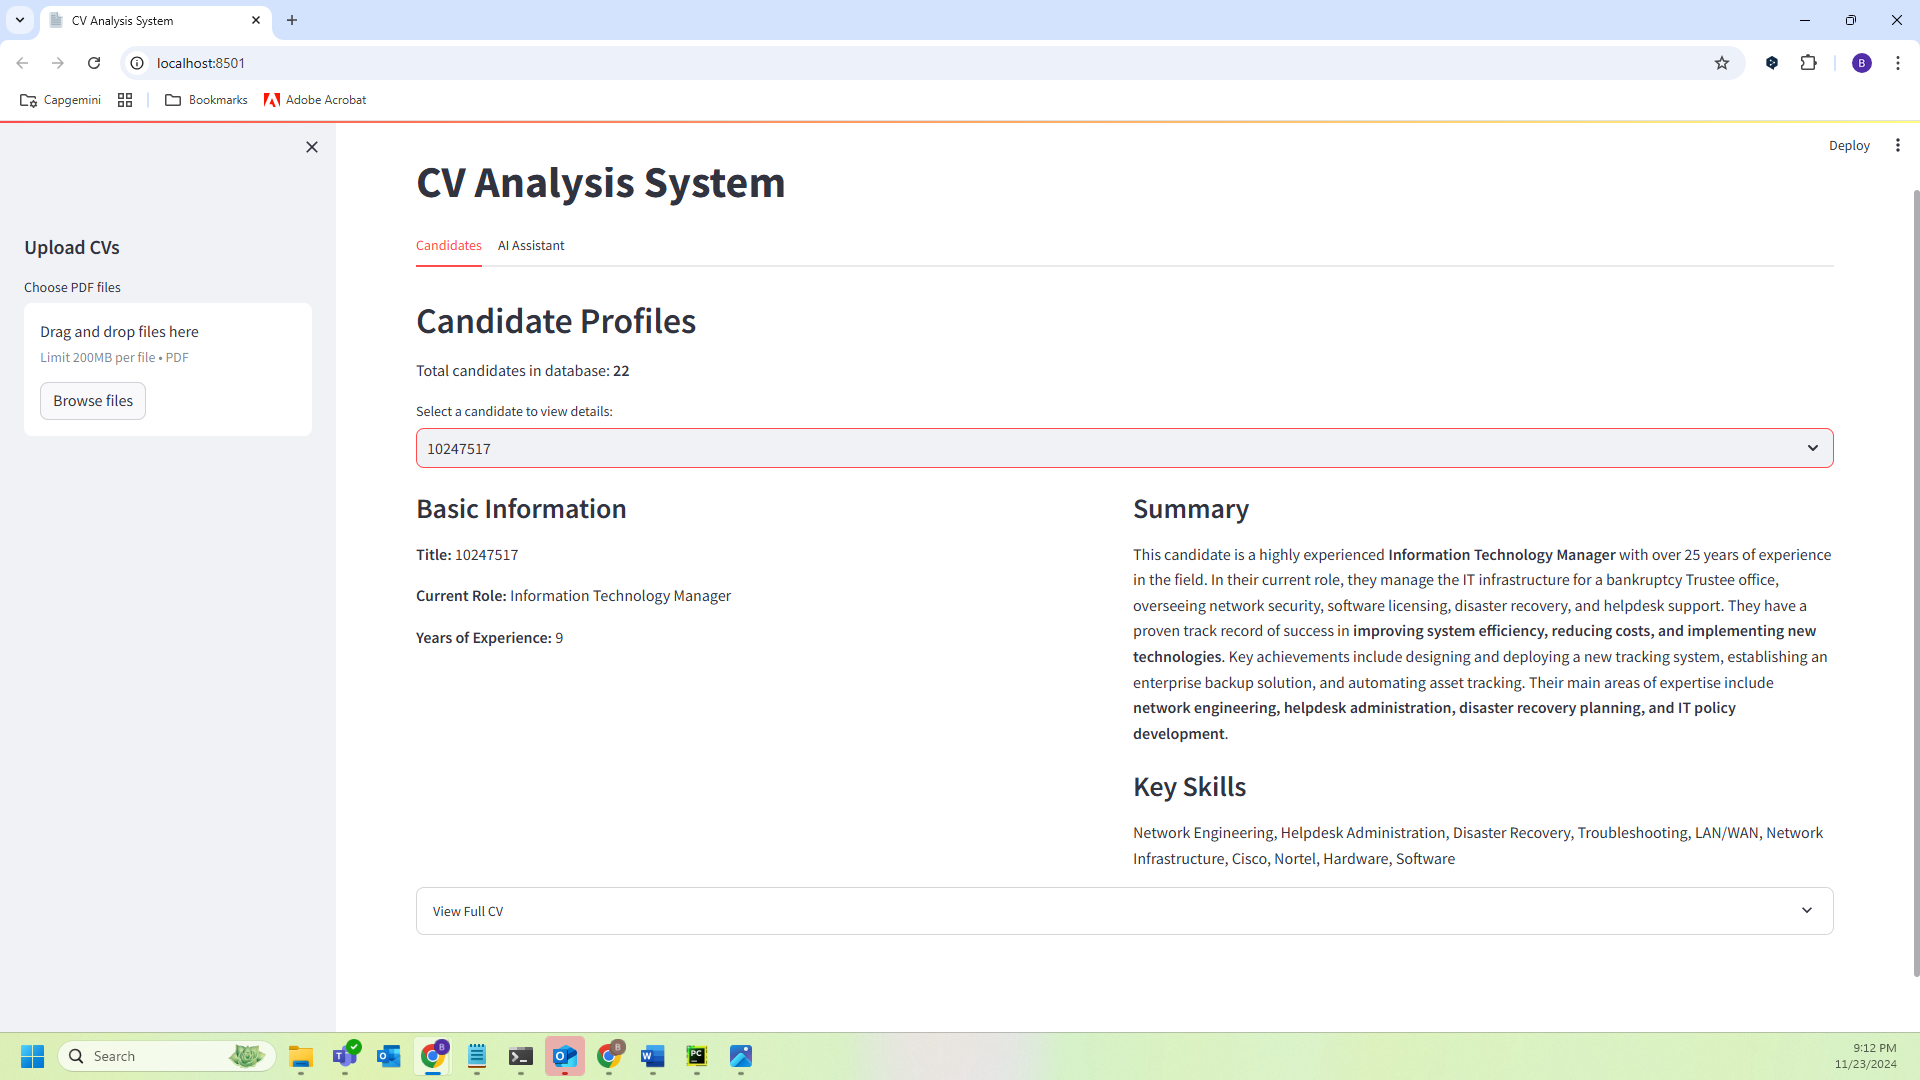 CV Analysis System
localhost:8501
B
Capgemini
Bookmarks
Adobe Acrobat
Deploy
Upload CVs
Choose PDF files
Drag and drop files here
Limit 200MB per file • PDF
Browse files
CV Analysis System
Candidates
AI Assistant
Candidate Profiles
Total candidates in database: 22
Select a candidate to view details:
10247517
Basic Information
Title: 10247517
Current Role: Information Technology Manager
Years of Experience: 9
Summary
This candidate is a highly experienced Information Technology Manager with over 25 years of experience
in the field. In their current role, they manage the IT infrastructure for a bankruptcy Trustee office,
overseeing network security, software licensing, disaster recovery, and helpdesk support. They have a
proven track record of success in improving system efficiency, reducing costs, and implementing new
technologies. Key achievements include designing and deploying a new tracking system, establishing an
enterprise backup solution, and automating asset tracking. Their main areas of expertise include
network engineering, helpdesk administration, disaster recovery planning, and IT policy
development.
Key Skills
Network Engineering, Helpdesk Administration, Disaster Recovery, Troubleshooting, LAN/WAN, Network
Infrastructure, Cisco, Nortel, Hardware, Software
View Full CV
Search
9:12 PM
11/23/2024